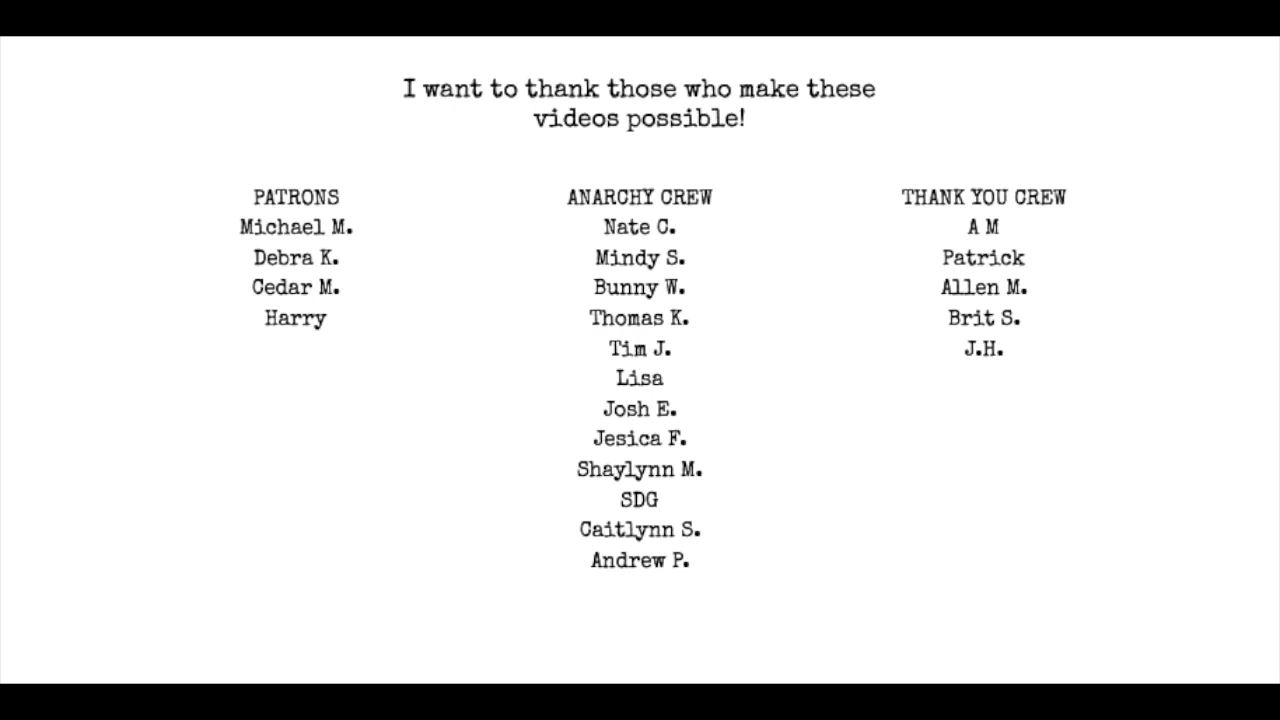 I want to thank those who make these
videos possible!
PATRONS
Michael M.
Debra K.
Cedar M.
Harry
ANARCHY CREW
Nate C.
Mindy S.
Bunny W.
Thomas K.
Tim J.
Lisa
Josh E.
Jesica F.
Shaylynn M.
SDG
Caitlynn S.
Andrew P.
THANK YOU CREW
A M
Patrick
Allen M.
Brit S.
J.H.